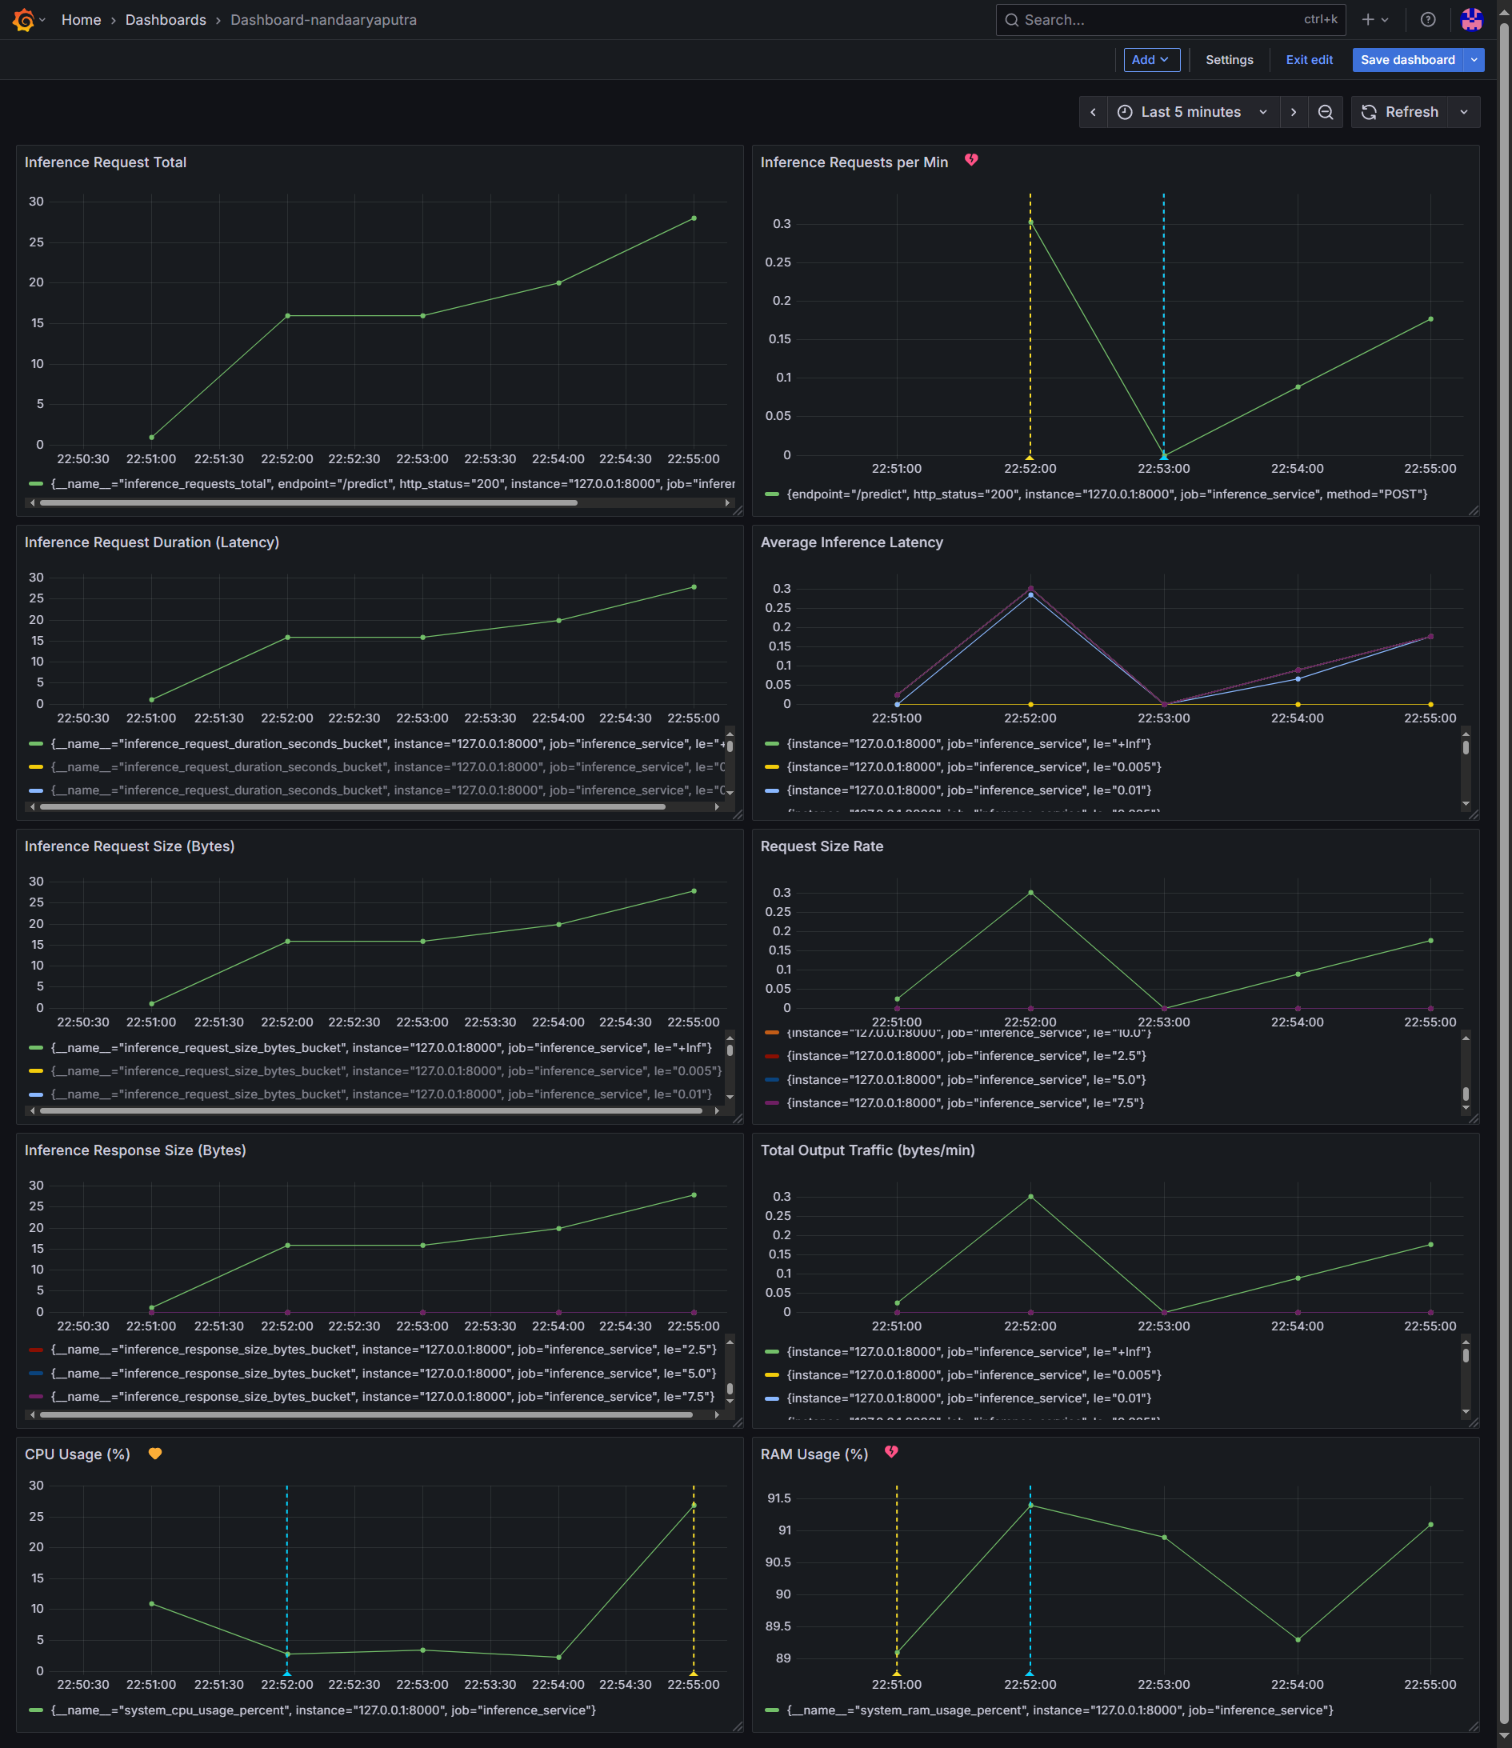 Home › Dashboards › Dashboard-nandaaryaputra
Search... ctrl+k
Add Settings Exit edit Save dashboard
Last 5 minutes Refresh
Inference Request Total
30
25
20
15
10
5
0
22:50:30 22:51:00 22:51:30 22:52:00 22:52:30 22:53:00 22:53:30 22:54:00 22:54:30 22:55:00
{__name__="inference_requests_total", endpoint="/predict", http_status="200", instance="127.0.0.1:8000", job="inferer
Inference Requests per Min
0.3
0.25
0.2
0.15
0.1
0.05
0
22:51:00 22:52:00 22:53:00 22:54:00 22:55:00
{endpoint="/predict", http_status="200", instance="127.0.0.1:8000", job="inference_service", method="POST"}
Inference Request Duration (Latency)
30
25
20
15
10
5
0
22:50:30 22:51:00 22:51:30 22:52:00 22:52:30 22:53:00 22:53:30 22:54:00 22:54:30 22:55:00
{__name__="inference_request_duration_seconds_bucket", instance="127.0.0.1:8000", job="inference_service", le="+
{__name__="inference_request_duration_seconds_bucket", instance="127.0.0.1:8000", job="inference_service", le="0
{__name__="inference_request_duration_seconds_bucket", instance="127.0.0.1:8000", job="inference_service", le="0
Average Inference Latency
0.3
0.25
0.2
0.15
0.1
0.05
0
22:51:00 22:52:00 22:53:00 22:54:00 22:55:00
{instance="127.0.0.1:8000", job="inference_service", le="+Inf"}
{instance="127.0.0.1:8000", job="inference_service", le="0.005"}
{instance="127.0.0.1:8000", job="inference_service", le="0.01"}
Inference Request Size (Bytes)
30
25
20
15
10
5
0
22:50:30 22:51:00 22:51:30 22:52:00 22:52:30 22:53:00 22:53:30 22:54:00 22:54:30 22:55:00
{__name__="inference_request_size_bytes_bucket", instance="127.0.0.1:8000", job="inference_service", le="+Inf"}
{__name__="inference_request_size_bytes_bucket", instance="127.0.0.1:8000", job="inference_service", le="0.005"}
{__name__="inference_request_size_bytes_bucket", instance="127.0.0.1:8000", job="inference_service", le="0.01"}
Request Size Rate
0.3
0.25
0.2
0.15
0.1
0.05
0
22:51:00 22:52:00 22:53:00 22:54:00 22:55:00
{instance="127.0.0.1:8000", job="inference_service", le="10.0"}
{instance="127.0.0.1:8000", job="inference_service", le="2.5"}
{instance="127.0.0.1:8000", job="inference_service", le="5.0"}
{instance="127.0.0.1:8000", job="inference_service", le="7.5"}
Inference Response Size (Bytes)
30
25
20
15
10
5
0
22:50:30 22:51:00 22:51:30 22:52:00 22:52:30 22:53:00 22:53:30 22:54:00 22:54:30 22:55:00
{__name__="inference_response_size_bytes_bucket", instance="127.0.0.1:8000", job="inference_service", le="2.5"}
{__name__="inference_response_size_bytes_bucket", instance="127.0.0.1:8000", job="inference_service", le="5.0"}
{__name__="inference_response_size_bytes_bucket", instance="127.0.0.1:8000", job="inference_service", le="7.5"}
Total Output Traffic (bytes/min)
0.3
0.25
0.2
0.15
0.1
0.05
0
22:51:00 22:52:00 22:53:00 22:54:00 22:55:00
{instance="127.0.0.1:8000", job="inference_service", le="+Inf"}
{instance="127.0.0.1:8000", job="inference_service", le="0.005"}
{instance="127.0.0.1:8000", job="inference_service", le="0.01"}
CPU Usage (%)
30
25
20
15
10
5
0
22:50:30 22:51:00 22:51:30 22:52:00 22:52:30 22:53:00 22:53:30 22:54:00 22:54:30 22:55:00
{__name__="system_cpu_usage_percent", instance="127.0.0.1:8000", job="inference_service"}
RAM Usage (%)
91.5
91
90.5
90
89.5
89
22:51:00 22:52:00 22:53:00 22:54:00 22:55:00
{__name__="system_ram_usage_percent", instance="127.0.0.1:8000", job="inference_service"}